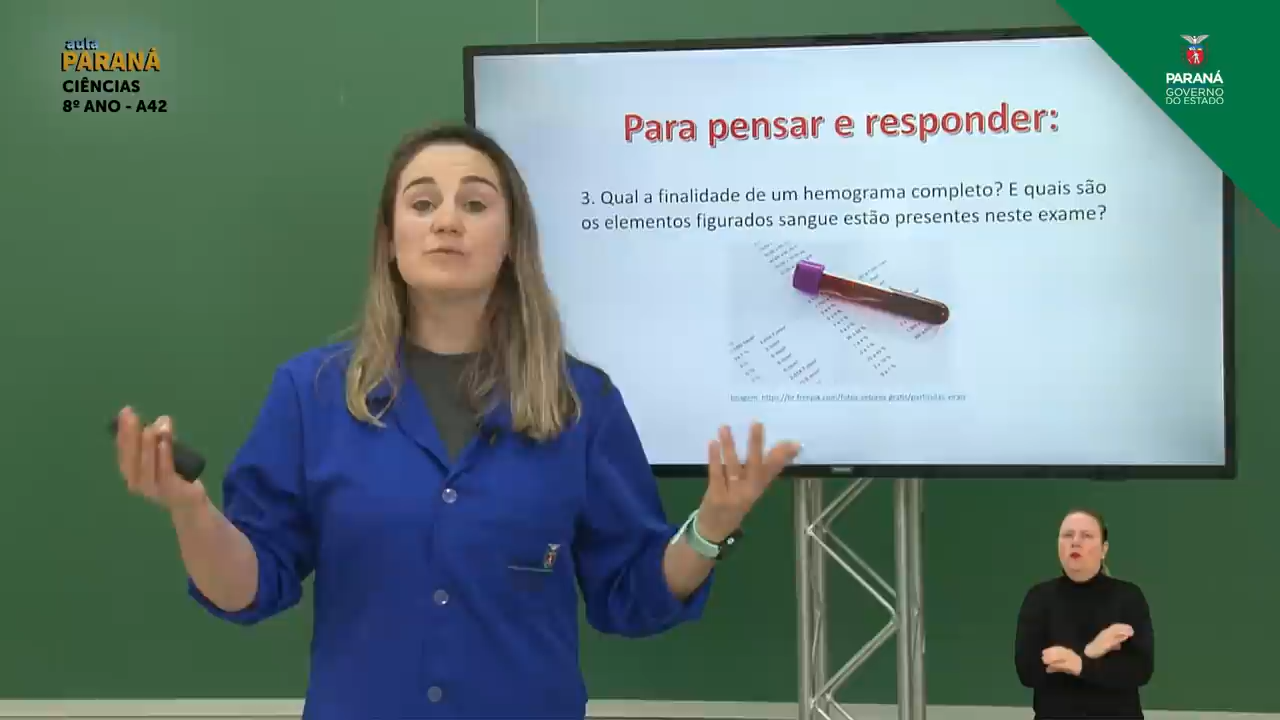 aula
PARANÁ
CIÊNCIAS
8º ANO - A42
PARANÁ
GOVERNO
DO ESTADO
Para pensar e responder:
3. Qual a finalidade de um hemograma completo? E quais são
os elementos figurados sangue estão presentes neste exame?